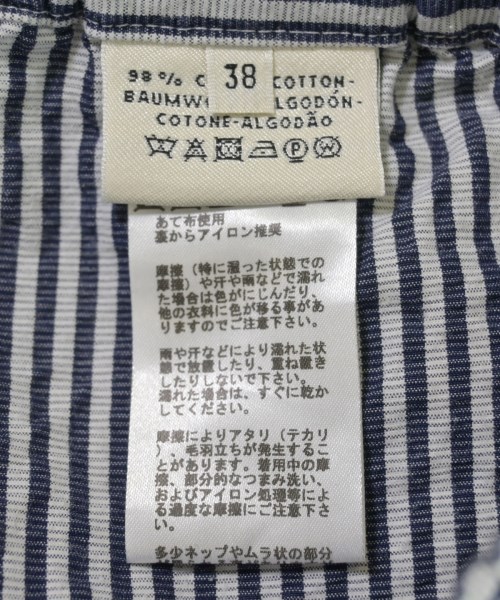 98% C 38 COTTON-
BAUMWO ALGODÓN-
COTONE-ALGODÃO
あて布使用
裏からアイロン推奨
摩擦（特に湿った状態での
摩擦）や汗や雨などで濡れ
た場合は色がにじんだり、
他の衣料に色が移る事があ
りますのでご注意下さい。
雨や汗などにより濡れた状
態で放置したり、重ね置き
したりしないで下さい。
濡れた場合は、すぐに乾か
してください。
摩擦によりアタリ（テカリ
）、毛羽立ちが発生するこ
とがあります。着用中の摩
擦、部分的なつまみ洗い、
およびアイロン処理等によ
る過度な摩擦にご注意下さ
い。
多少ネップやムラ状の部分